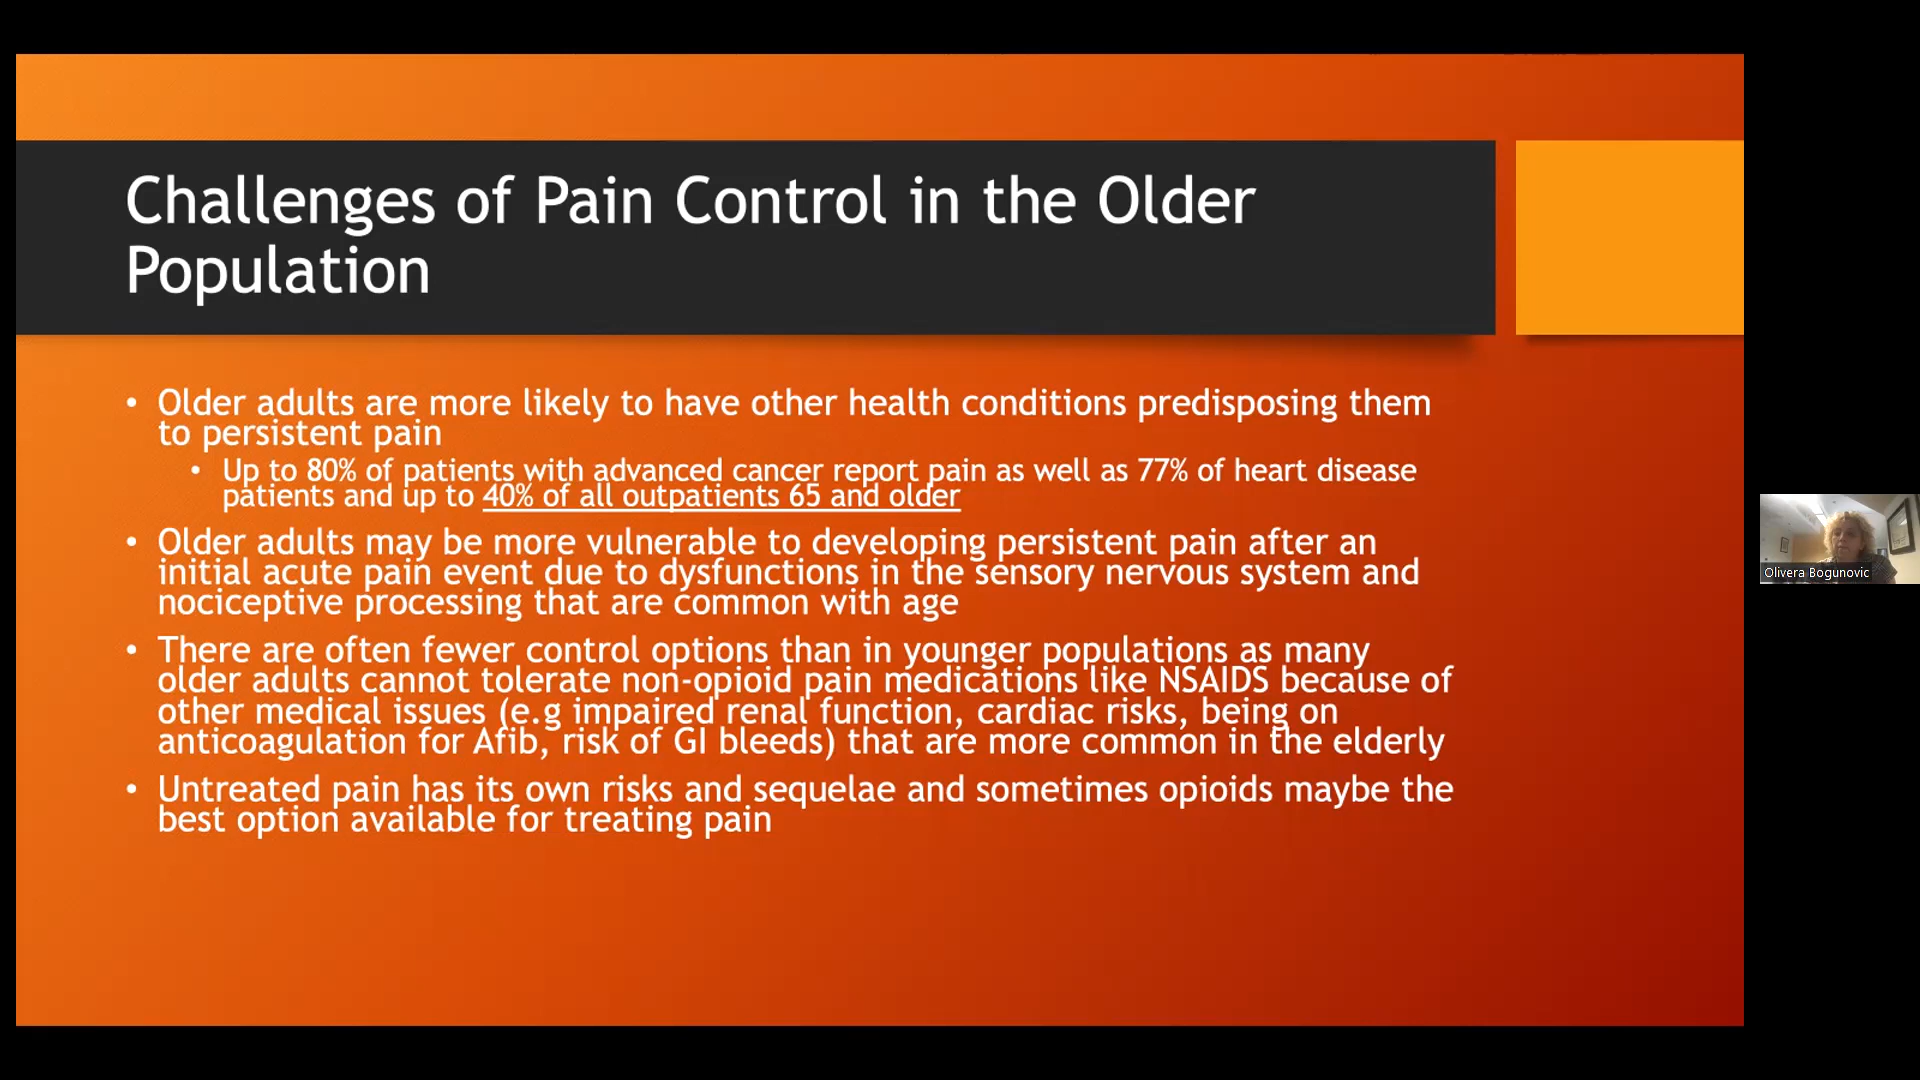 Challenges of Pain Control in the Older
Population
• Older adults are more likely to have other health conditions predisposing them
to persistent pain
• Up to 80% of patients with advanced cancer report pain as well as 77% of heart disease
patients and up to 40% of all outpatients 65 and older
• Older adults may be more vulnerable to developing persistent pain after an
initial acute pain event due to dysfunctions in the sensory nervous system and
nociceptive processing that are common with age
• There are often fewer control options than in younger populations as many
older adults cannot tolerate non-opioid pain medications like NSAIDS because of
other medical issues (e.g impaired renal function, cardiac risks, being on
anticoagulation for Afib, risk of GI bleeds) that are more common in the elderly
• Untreated pain has its own risks and sequelae and sometimes opioids maybe the
best option available for treating pain
Olivera Bogunovic